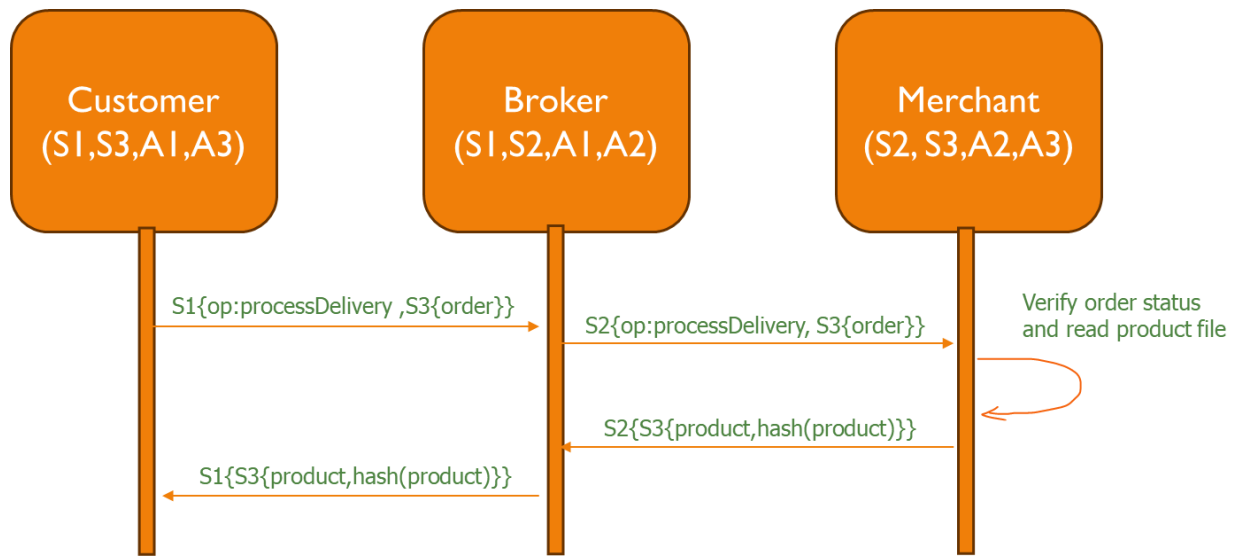 Customer
(S1,S3,A1,A3)
Broker
(S1,S2,A1,A2)
Merchant
(S2, S3,A2,A3)
S1{op:processDelivery ,S3{order}}
S2{op:processDelivery, S3{order}}
Verify order status
and read product file
S2{S3{product,hash(product)}}
S1{S3{product,hash(product)}}